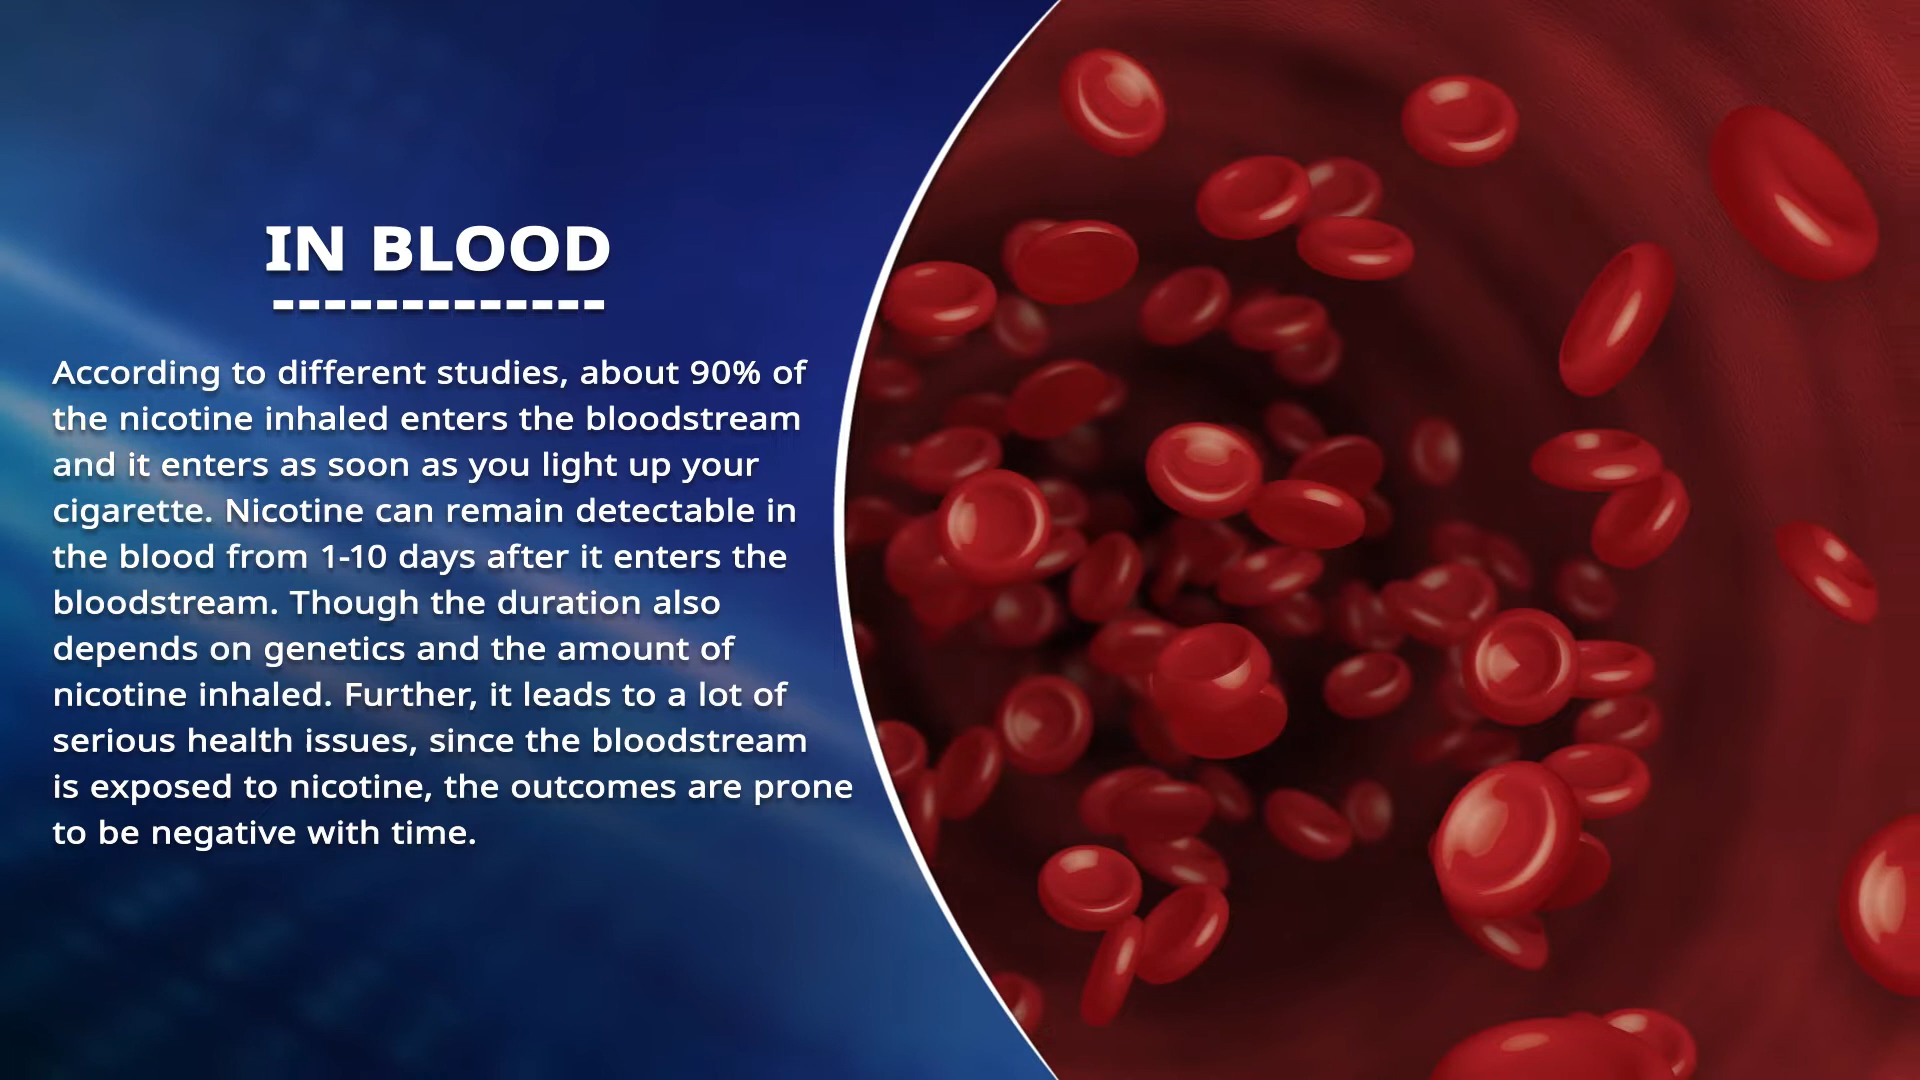 IN BLOOD
-------------
According to different studies, about 90% of
the nicotine inhaled enters the bloodstream
and it enters as soon as you light up your
cigarette. Nicotine can remain detectable in
the blood from 1-10 days after it enters the
bloodstream. Though the duration also
depends on genetics and the amount of
nicotine inhaled. Further, it leads to a lot of
serious health issues, since the bloodstream
is exposed to nicotine, the outcomes are prone
to be negative with time.